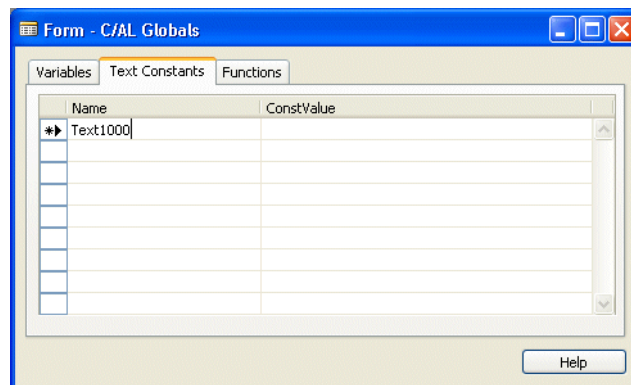 Form - C/AL Globals
Variables Text Constants Functions
Name ConstValue
Text1000
Help